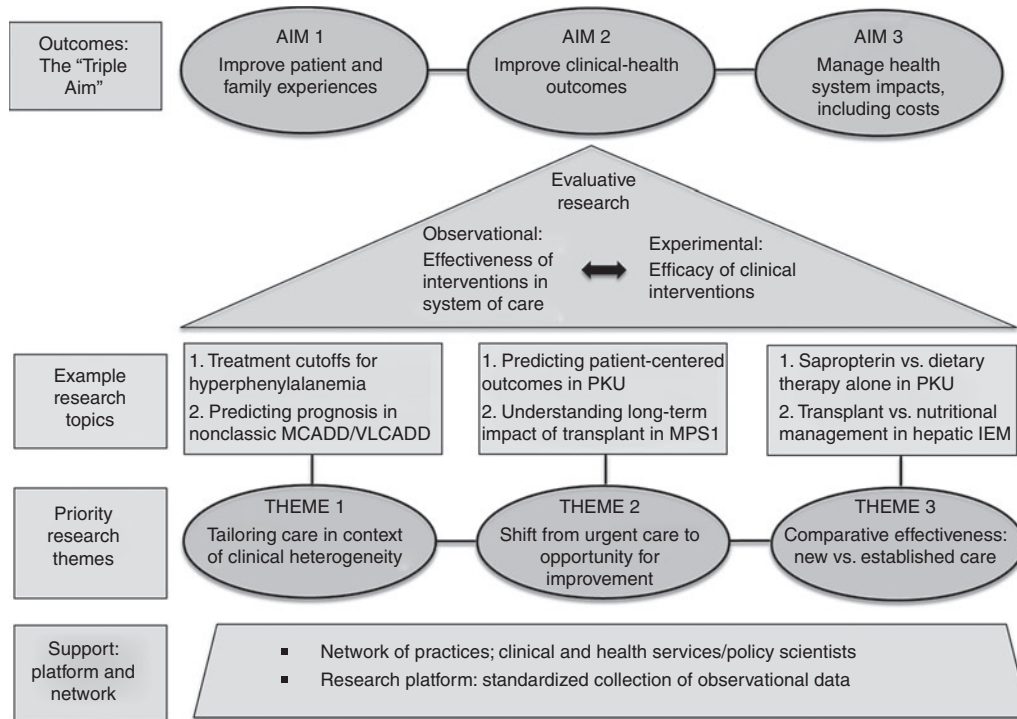 Outcomes:
The "Triple
Aim"
AIM 1
Improve patient and
family experiences
AIM 2
Improve clinical-health
outcomes
AIM 3
Manage health
system impacts,
including costs
Evaluative
research
Observational:
Effectiveness of
interventions in
system of care
Experimental:
Efficacy of clinical
interventions
Example
research
topics
1. Treatment cutoffs for
hyperphenylalanemia
2. Predicting prognosis in
nonclassic MCADD/VLCADD
1. Predicting patient-centered
outcomes in PKU
2. Understanding long-term
impact of transplant in MPS1
1. Sapropterin vs. dietary
therapy alone in PKU
2. Transplant vs. nutritional
management in hepatic IEM
Priority
research
themes
THEME 1
Tailoring care in context
of clinical heterogeneity
THEME 2
Shift from urgent care to
opportunity for
improvement
THEME 3
Comparative effectiveness:
new vs. established care
Support:
platform and
network
▪ Network of practices; clinical and health services/policy scientists
▪ Research platform: standardized collection of observational data